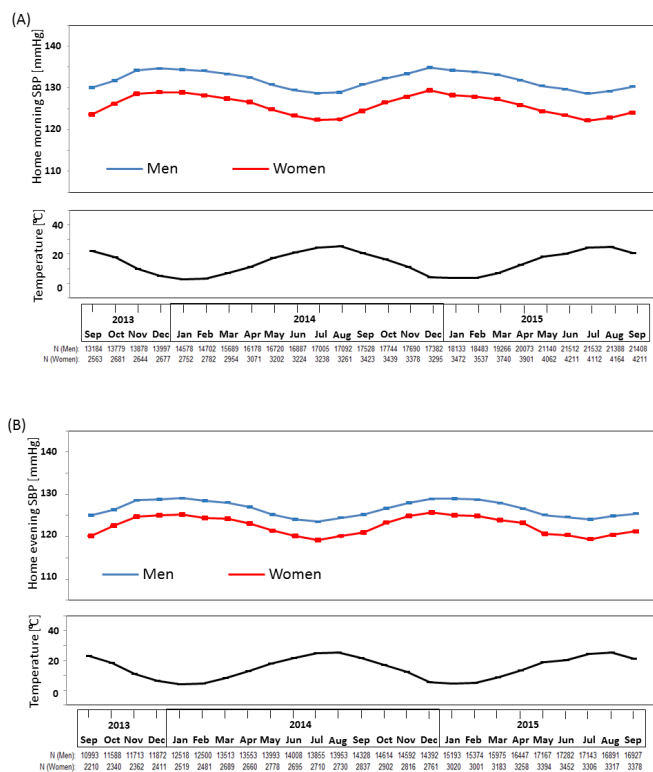 (A)
Home morning SBP [mmHg]
145
130
120
110
Men
Women
Temperature [℃]
40
20
0
2013 2014 2015
Sep Oct Nov Dec Jan Feb Mar Apr May Jun Jul Aug Sep Oct Nov Dec Jan Feb Mar Apr May Jun Jul Aug Sep
N (Men): 13184 13779 13878 13997 14578 14702 15689 16178 16720 16887 17005 17092 17528 17744 17690 17382 18133 18483 19266 20073 21140 21512 21532 21388 21408
N (Women): 2563 2681 2644 2677 2752 2782 2954 3071 3202 3224 3238 3261 3423 3439 3378 3295 3472 3537 3740 3901 4062 4211 4112 4164 4211
(B)
Home evening SBP [mmHg]
145
130
120
110
Men
Women
Temperature [℃]
40
20
0
2013 2014 2015
Sep Oct Nov Dec Jan Feb Mar Apr May Jun Jul Aug Sep Oct Nov Dec Jan Feb Mar Apr May Jun Jul Aug Sep
N (Men): 10993 11588 11713 11872 12518 12500 13513 13553 13993 14008 13855 13953 14328 14614 14592 14392 15193 15374 15975 16447 17167 17282 17143 16891 16927
N (Women): 2210 2340 2362 2411 2519 2481 2689 2660 2778 2695 2710 2730 2837 2902 2816 2761 3020 3001 3183 3258 3394 3452 3306 3317 3378